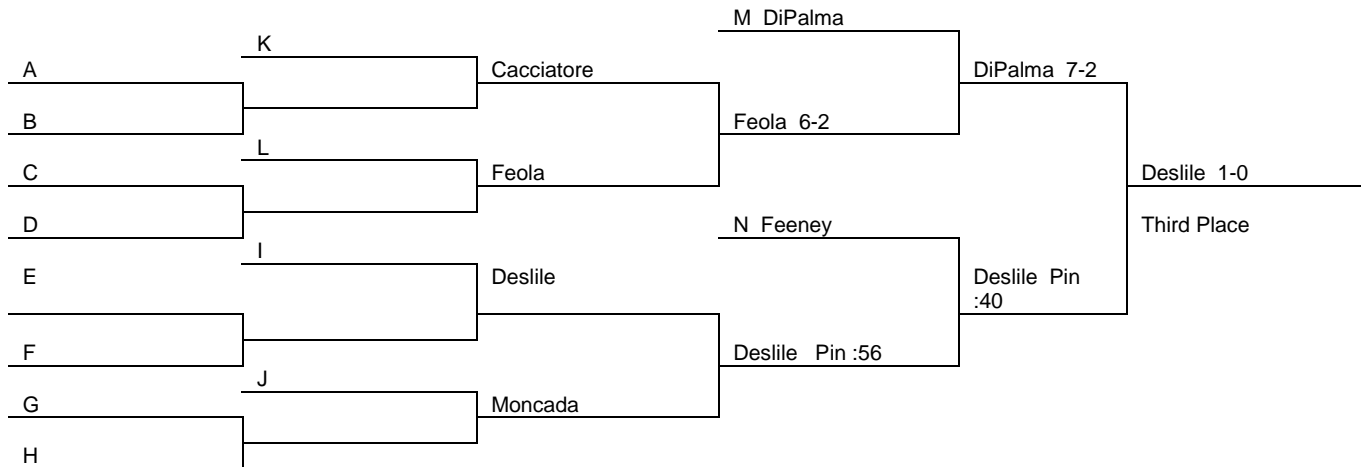 M DiPalma
K
A
Cacciatore
DiPalma 7-2
B
Feola 6-2
L
C
Feola
Deslile 1-0
D
N Feeney
Third Place
I
E
Deslile
Deslile Pin
:40
F
Deslile Pin :56
J
G
Moncada
H